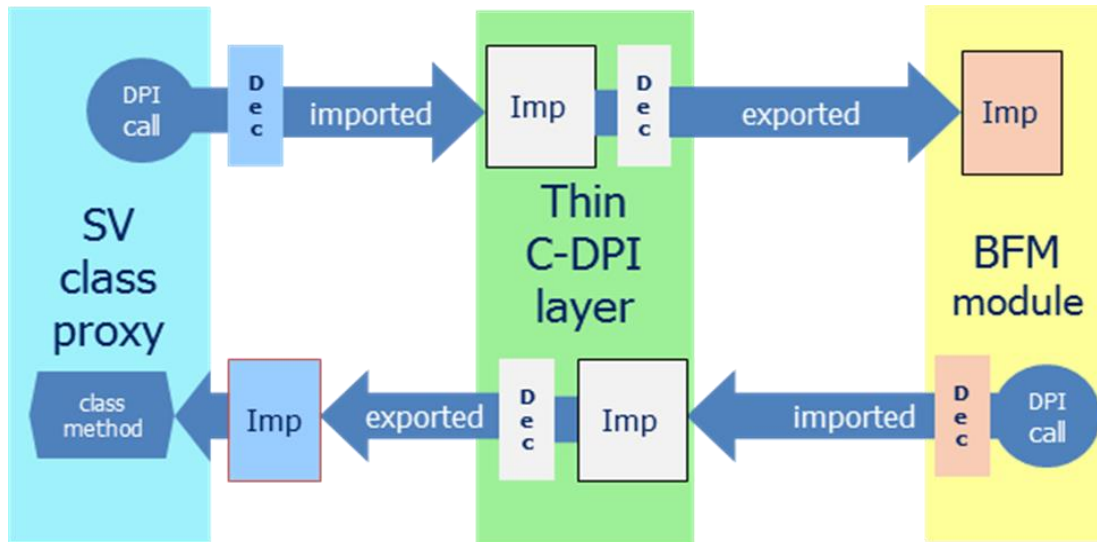 DPI
call
D
e
c
imported
Imp
D
e
c
exported
Imp
SV
class
proxy
Thin
C-DPI
layer
BFM
module
class
method
Imp
exported
D
e
c
Imp
imported
D
e
c
DPI
call